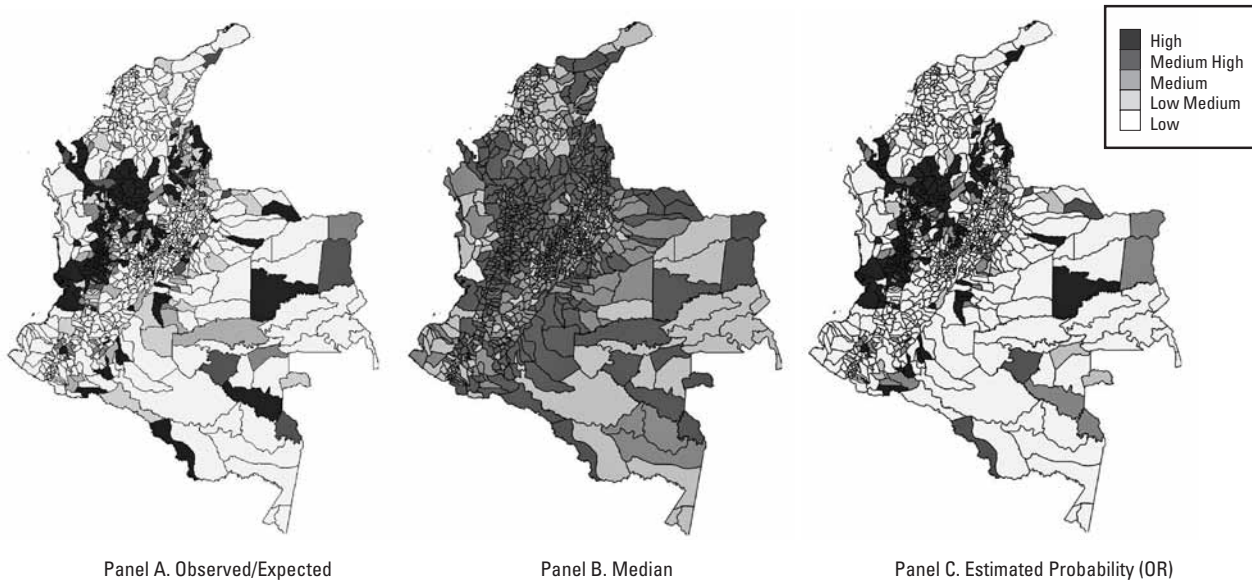 High
Medium High
Medium
Low Medium
Low
Panel A. Observed/Expected
Panel B. Median
Panel C. Estimated Probability (OR)